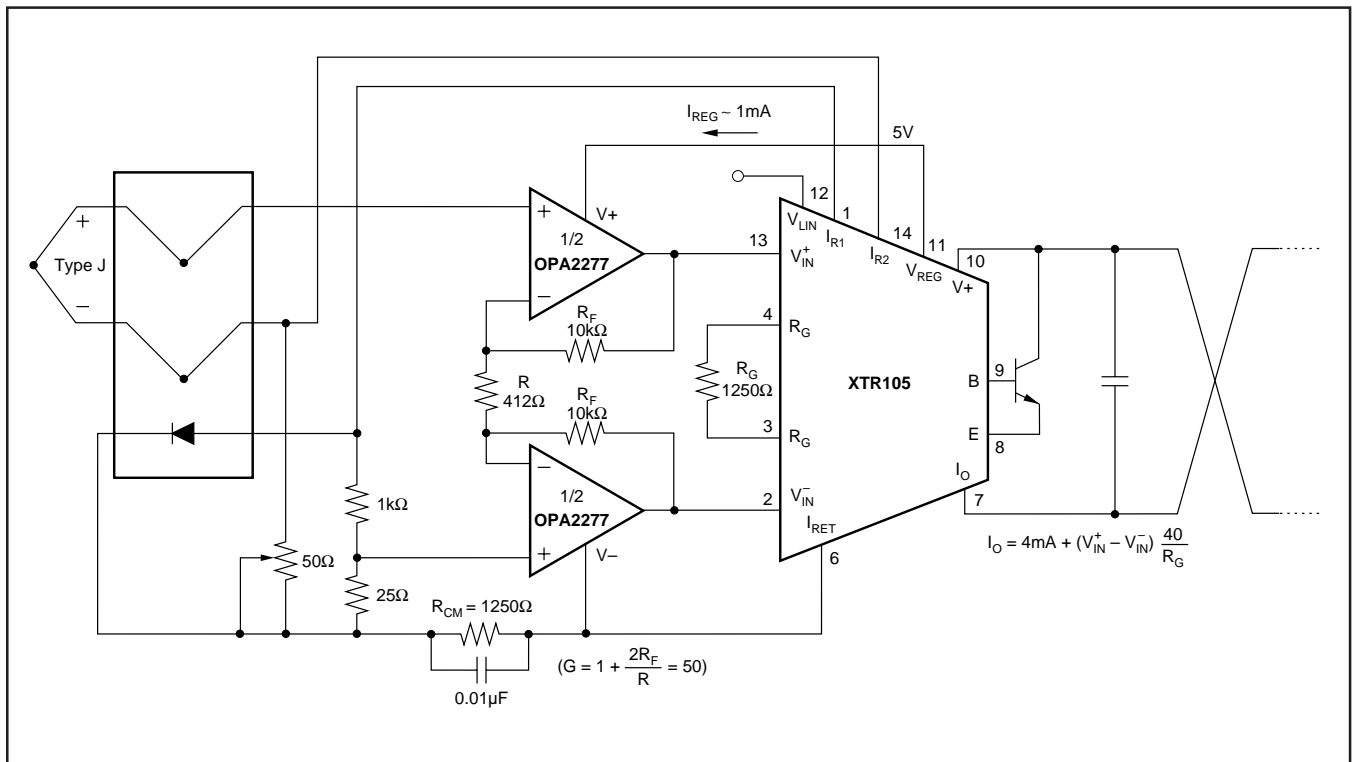 I_REG ~ 1mA
5V
12
V_LIN
1
I_R1
14
I_R2
11
V_REG
10
V+
+
Type J
–
+
V+
1/2
OPA2277
–
13
V_IN^+
R_F
10kΩ
R
412Ω
R_F
10kΩ
4
R_G
R_G
1250Ω
3
R_G
XTR105
B
9
E
8
–
1/2
OPA2277
+
V–
2
V_IN^–
I_RET
6
I_O
7
1kΩ
50Ω
25Ω
R_CM = 1250Ω
0.01µF
(G = 1 + 2R_F/R = 50)
I_O = 4mA + (V_IN^+ – V_IN^–) 40/R_G